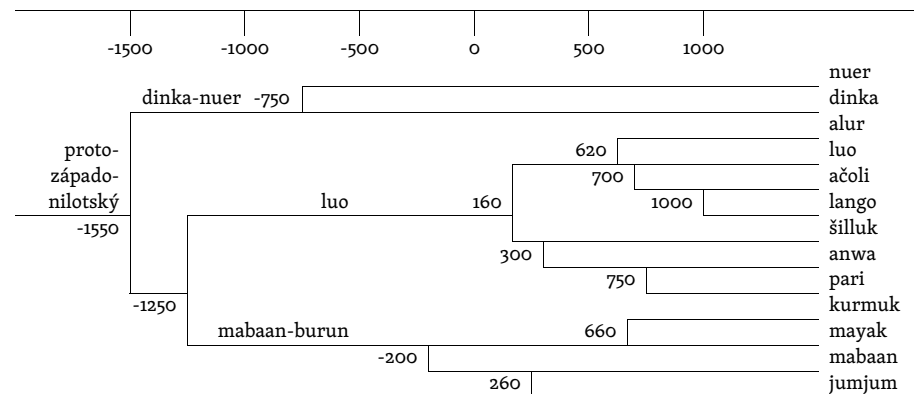 -1500 -1000 -500 0 500 1000
nuer
dinka-nuer -750 dinka
alur
proto- 620 luo
západo- 700 ačoli
nilotský luo 160 1000 lango
-1550 šilluk
300 anwa
750 pari
-1250 kurmuk
mabaan-burun 660 mayak
-200 mabaan
260 jumjum